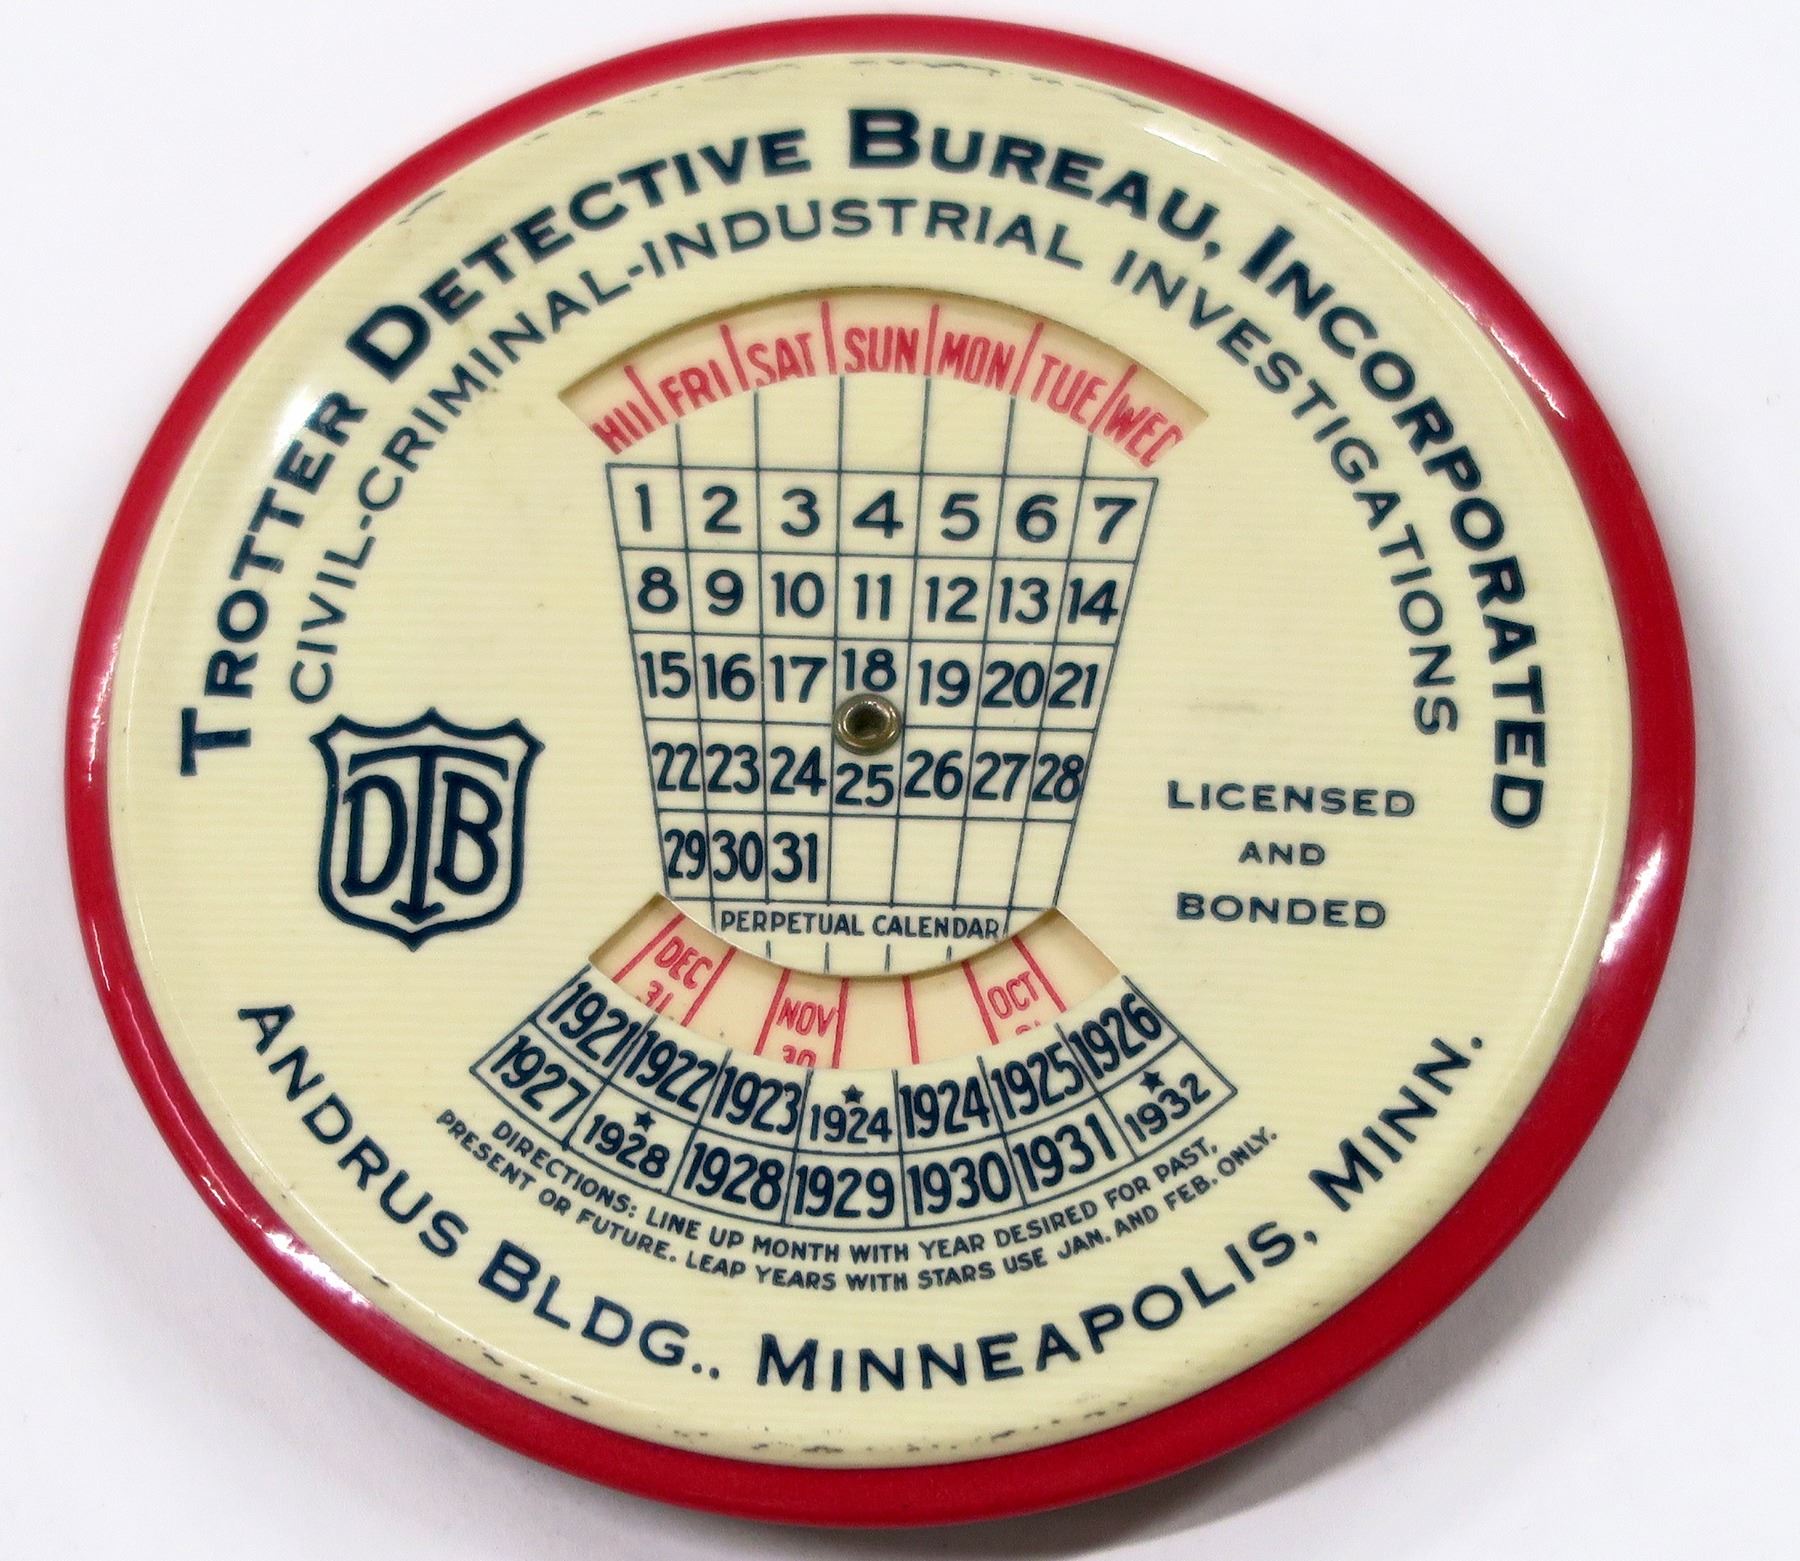 TROTTER DETECTIVE BUREAU, INCORPORATED
CIVIL-CRIMINAL-INDUSTRIAL INVESTIGATIONS
FRI SAT SUN MON TUE WED
1 2 3 4 5 6 7
8 9 10 11 12 13 14
15 16 17 18 19 20 21
22 23 24 25 26 27 28
29 30 31
PERPETUAL CALENDAR
DTB
LICENSED
AND
BONDED
DEC NOV OCT
31 30
1921 1922 1923 ★1924 1924 1925 1926
1927 ★1928 1928 1929 1930 1931 ★1932
DIRECTIONS: LINE UP MONTH WITH YEAR DESIRED FOR PAST,
PRESENT OR FUTURE. LEAP YEARS WITH STARS USE JAN. AND FEB. ONLY.
ANDRUS BLDG., MINNEAPOLIS, MINN.